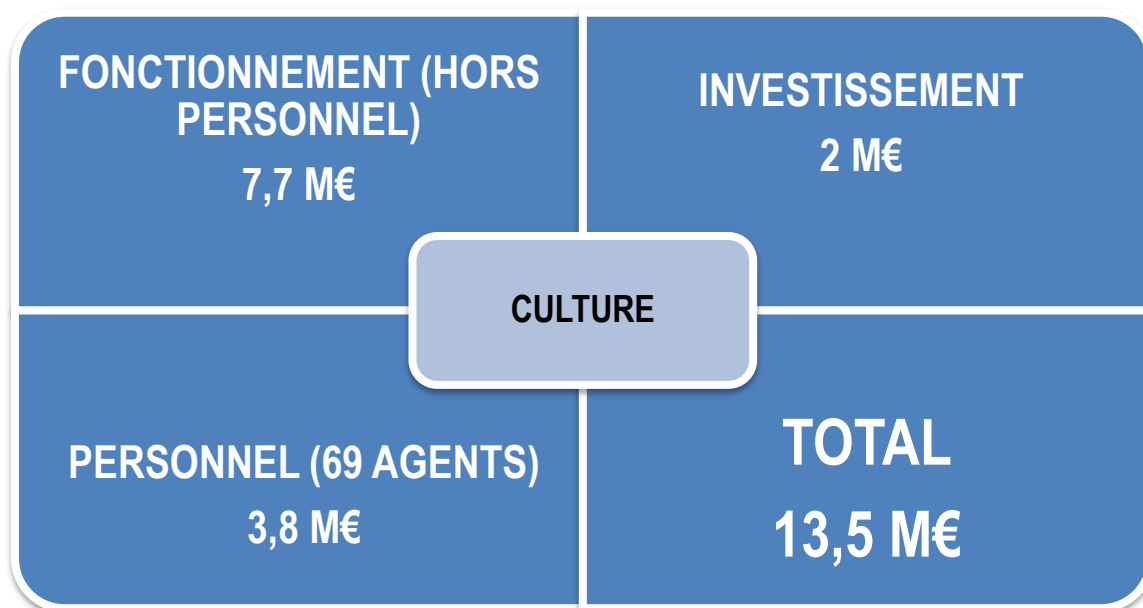 FONCTIONNEMENT (HORS
PERSONNEL)
7,7 M€
INVESTISSEMENT
2 M€
CULTURE
PERSONNEL (69 AGENTS)
3,8 M€
TOTAL
13,5 M€